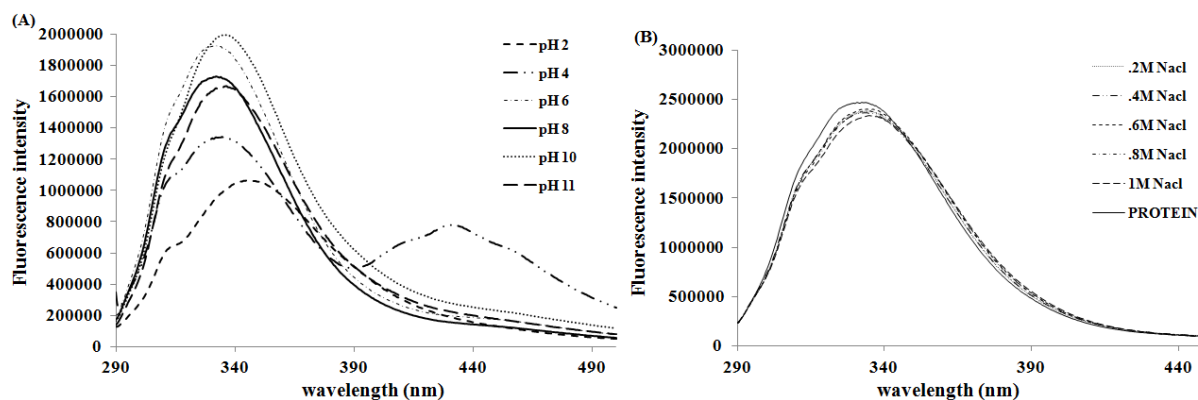 (A)
2000000
1800000
1600000
1400000
1200000
1000000
800000
600000
400000
200000
0
Fluorescence intensity
290
340
390
440
490
wavelength (nm)
pH 2
pH 4
pH 6
pH 8
pH 10
pH 11
(B)
3000000
2500000
2000000
1500000
1000000
500000
0
Fluorescence intensity
290
340
390
440
wavelength (nm)
.2M Nacl
.4M Nacl
.6M Nacl
.8M Nacl
1M Nacl
PROTEIN